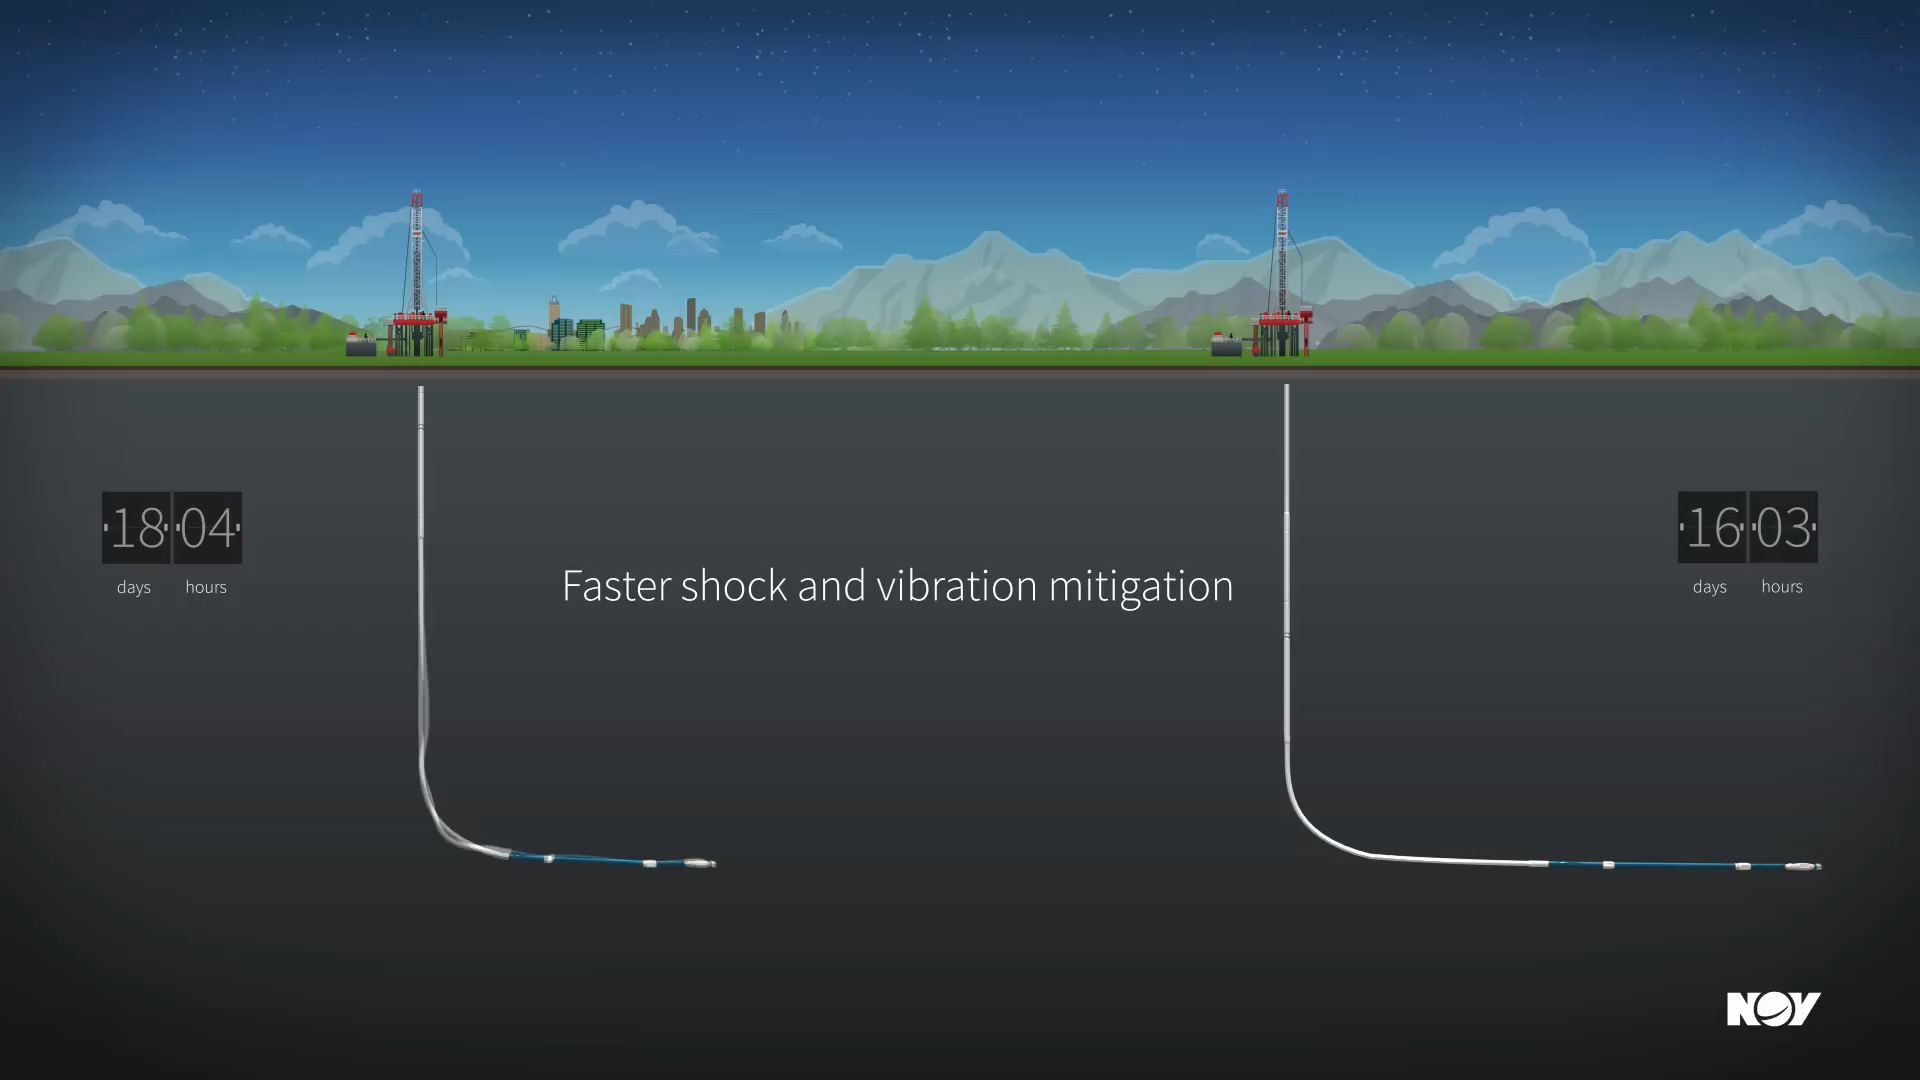 18 04
days hours
Faster shock and vibration mitigation
16 03
days hours
NOV